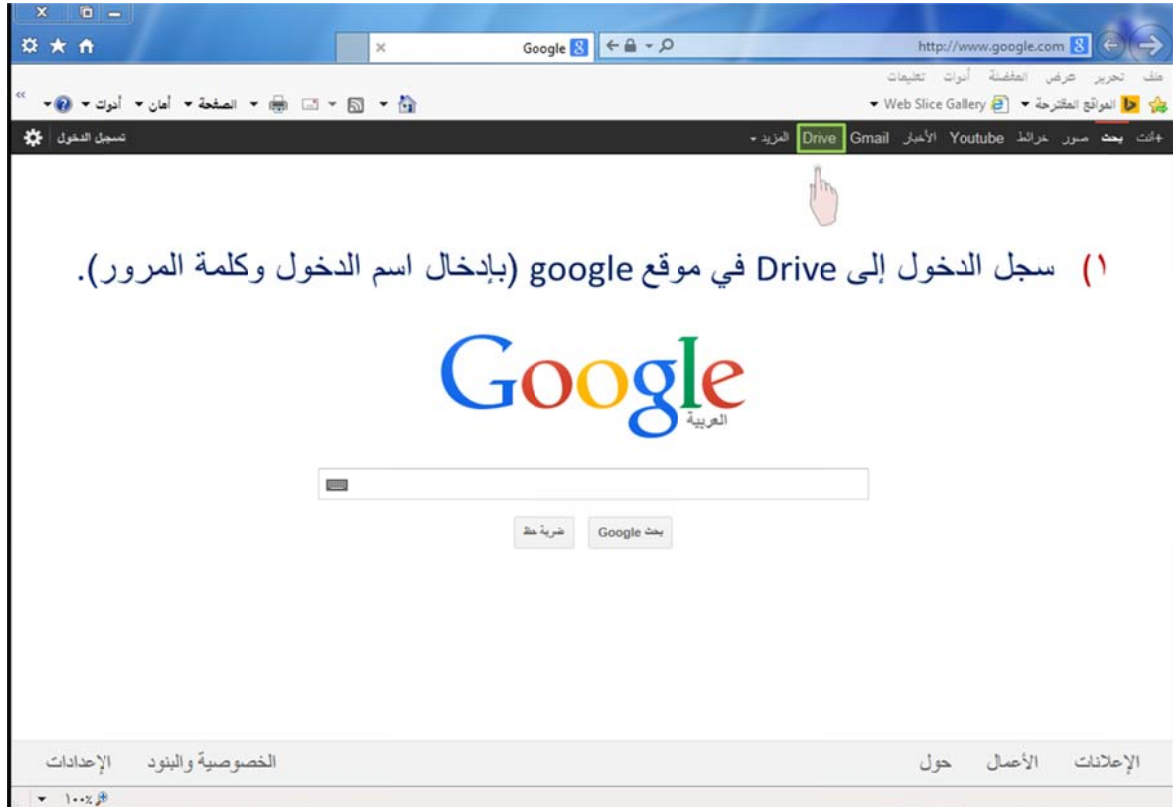 http://www.google.com
Google
ملف تحرير عرض المفضلة أدوات تعليمات
المواقع المقترحة Web Slice Gallery
الصفحة أمان أدوات
+أنت بحث صور خرائط Youtube الأخبار Gmail Drive المزيد
تسجيل الدخول
١) سجل الدخول إلى Drive في موقع google (بإدخال اسم الدخول وكلمة المرور).
Google
العربية
بحث Google ضربة حظ
الإعلانات الأعمال حول الخصوصية والبنود الإعدادات
١٠٠٪